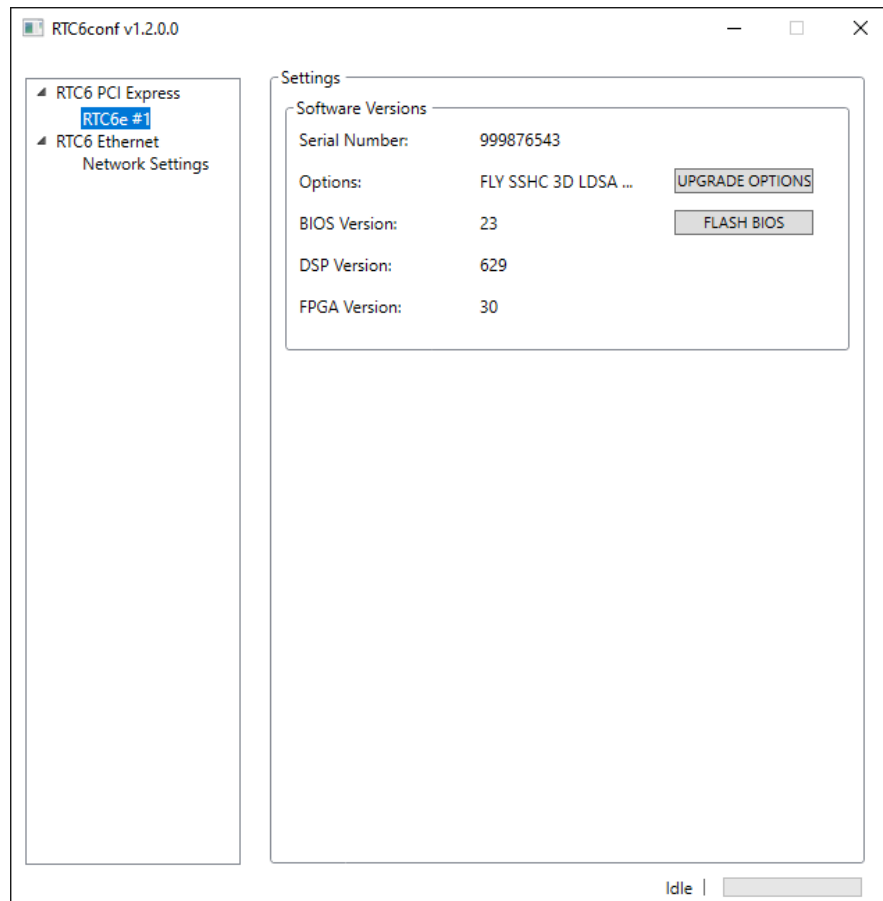 RTC6conf v1.2.0.0
RTC6 PCI Express
RTC6e #1
RTC6 Ethernet
Network Settings
Settings
Software Versions
Serial Number: 999876543
Options: FLY SSHC 3D LDSA ... UPGRADE OPTIONS
BIOS Version: 23 FLASH BIOS
DSP Version: 629
FPGA Version: 30
Idle